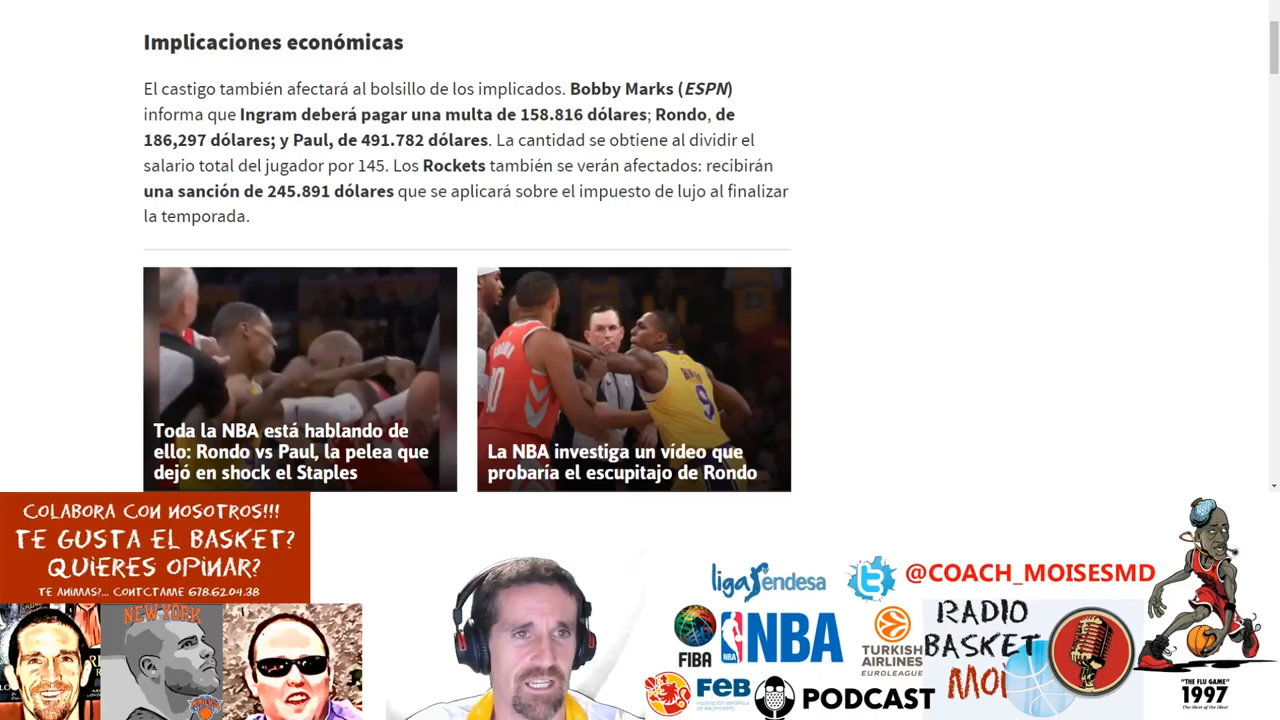 Implicaciones económicas
El castigo también afectará al bolsillo de los implicados. Bobby Marks (ESPN)
informa que Ingram deberá pagar una multa de 158.816 dólares; Rondo, de
186,297 dólares; y Paul, de 491.782 dólares. La cantidad se obtiene al dividir el
salario total del jugador por 145. Los Rockets también se verán afectados: recibirán
una sanción de 245.891 dólares que se aplicará sobre el impuesto de lujo al finalizar
la temporada.
Toda la NBA está hablando de
ello: Rondo vs Paul, la pelea que
dejó en shock el Staples
9
La NBA investiga un vídeo que
probaría el escupitajo de Rondo
COLABORA CON NOSOTROS!!!
TE GUSTA EL BASKET?
QUIERES OPINAR?
TE ANIMAS?... CONTCTAME 678.62.04.38
NEW YORK
liga endesa
@COACH_MOISESMD
FIBA
NBA
NBA
TURKISH
AIRLINES
EUROLEAGUE
RADIO
BASKET
MOi
FEB
PODCAST
"THE FLU GAME"
1997